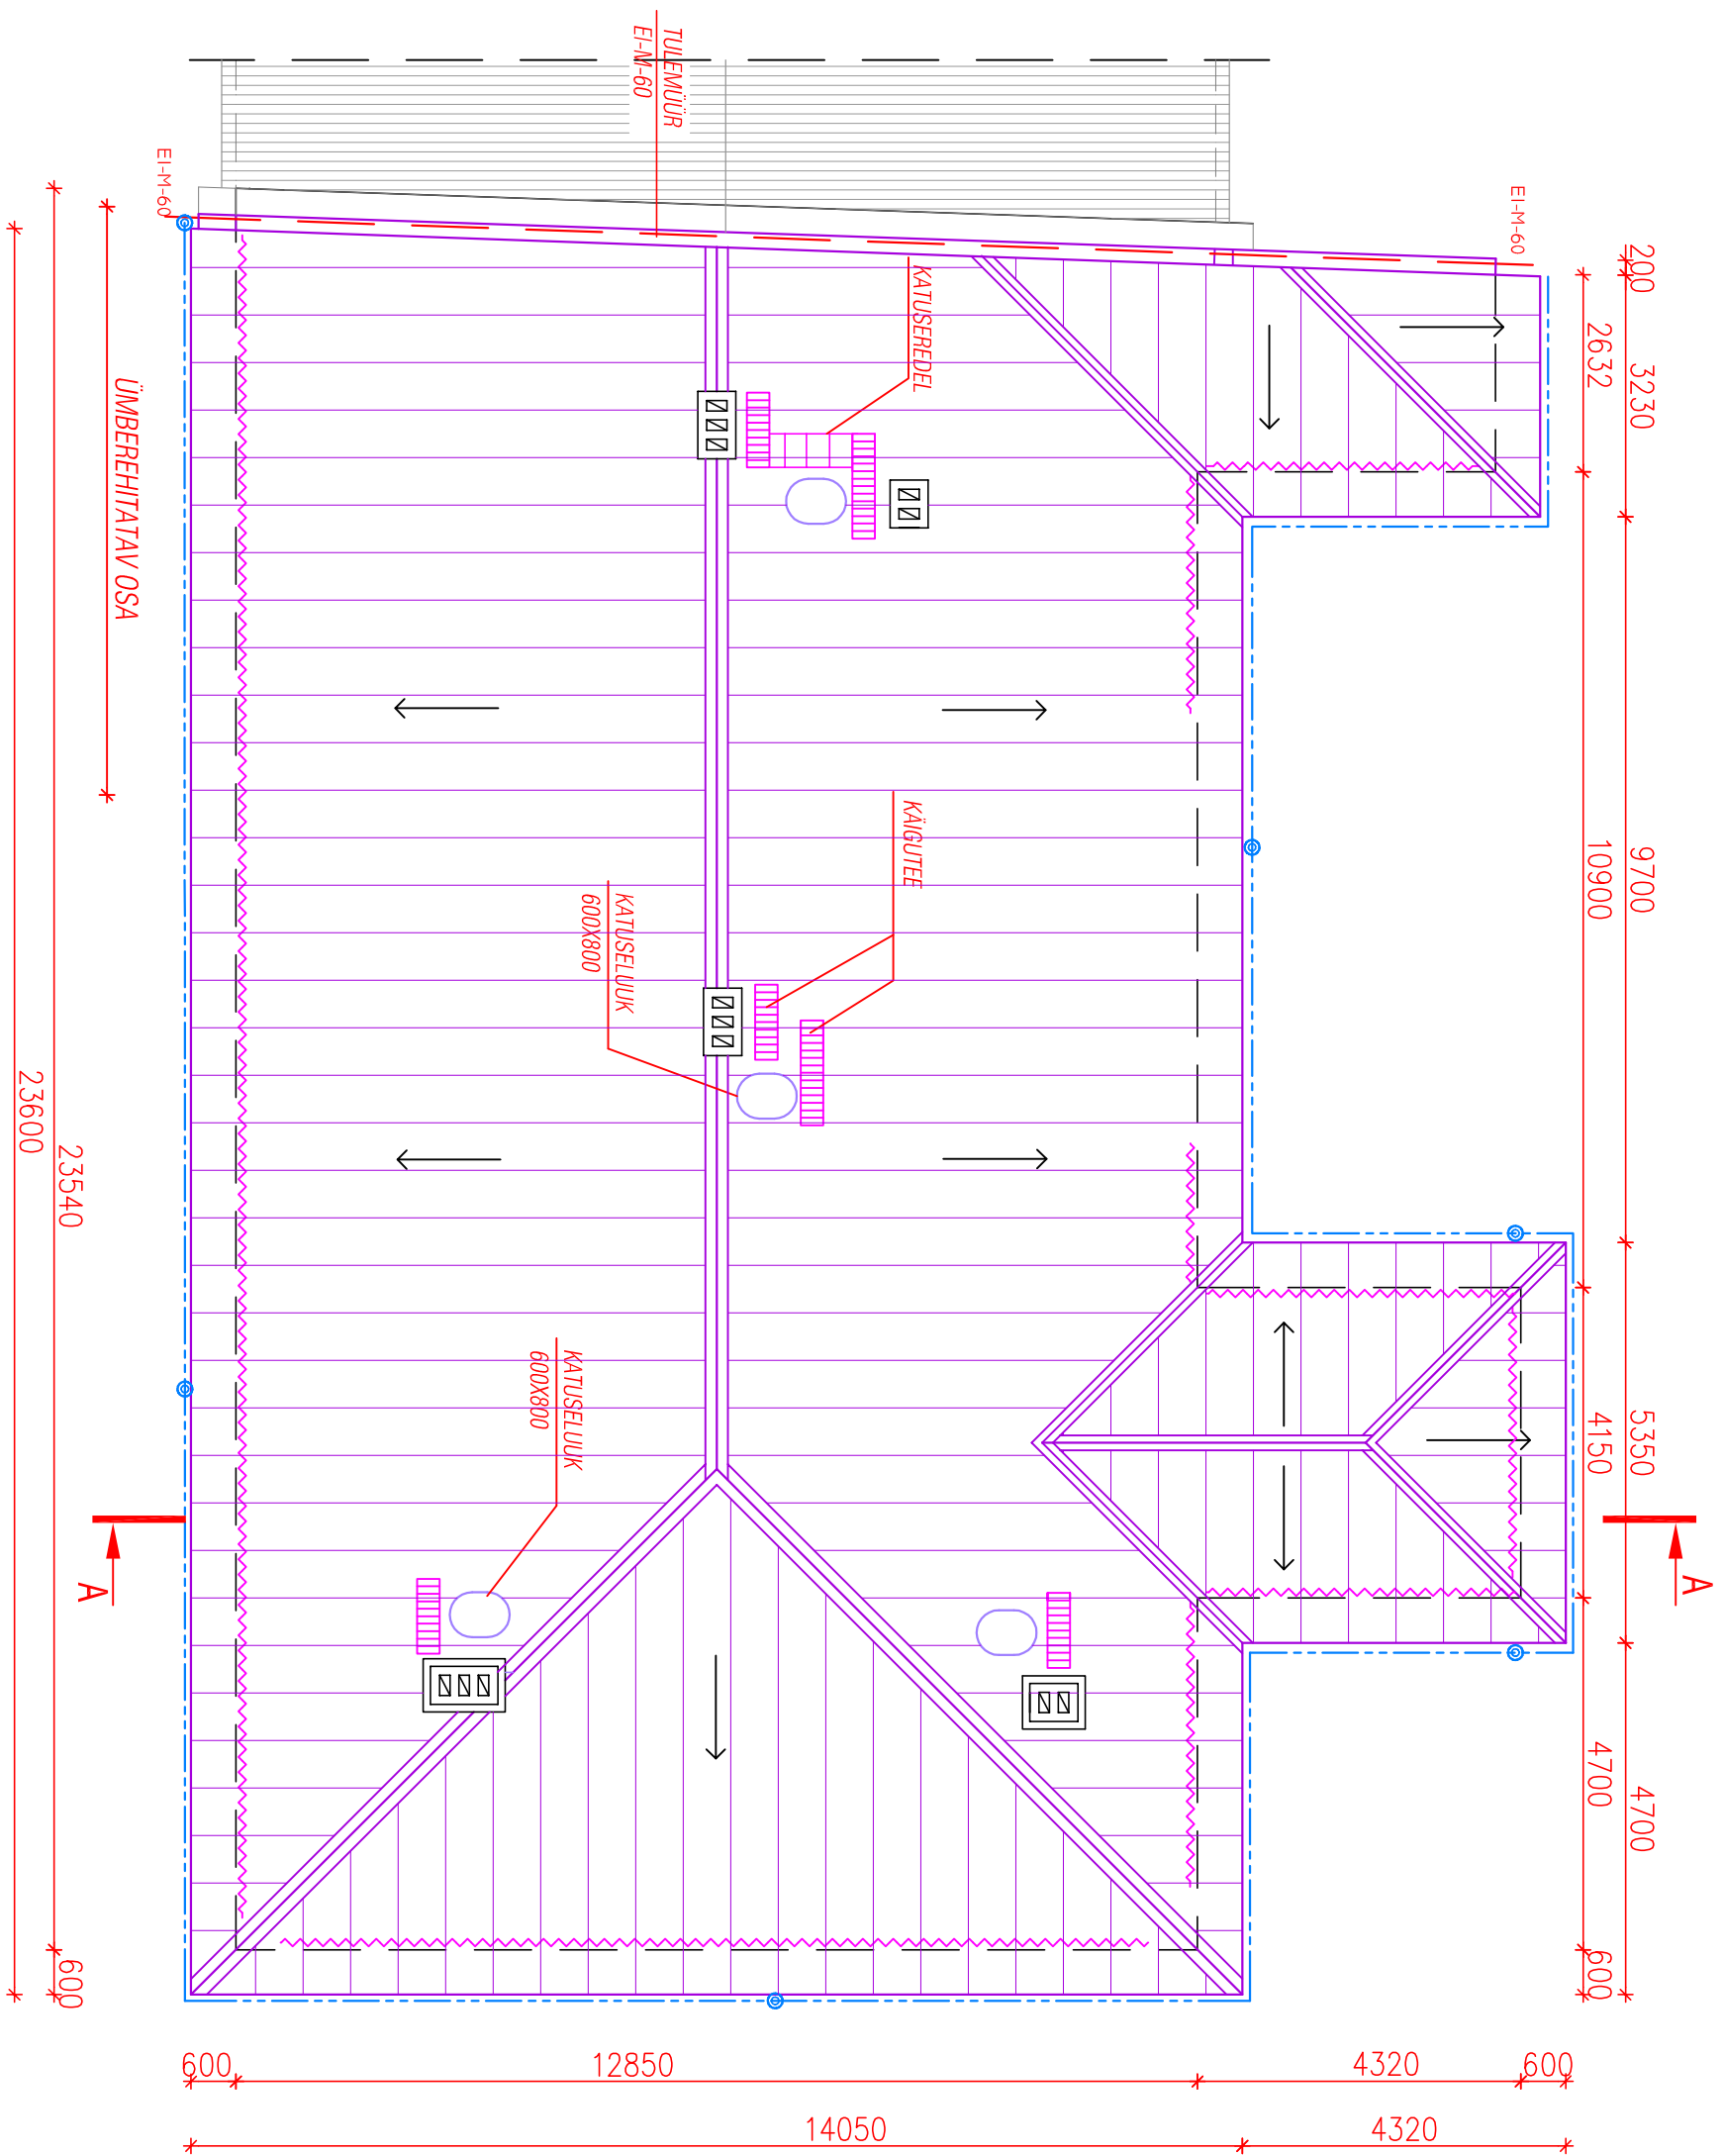 TULEMÜÜR
EI-M-60
EI-M-60
EI-M-60
200
3230
9700
5350
4700
2632
10900
4150
4700
600
KATUSEREDEL
KÄIGUTEE
KATUSELUUK
600X800
KATUSELUUK
600X800
ÜMBEREHITATAV OSA
23540
600
23600
A
A
600
12850
4320
600
14050
4320